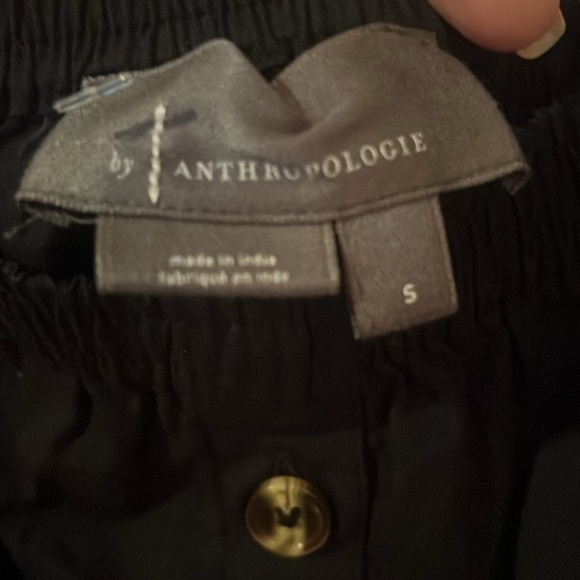 by ANTHROPOLOGIE
made in india
fabriqué en inde
S